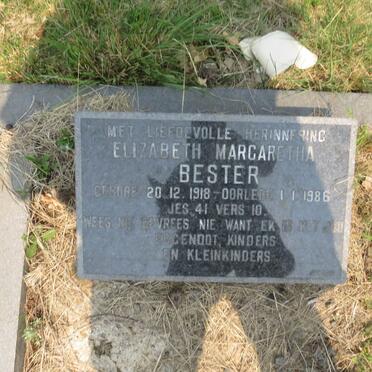 MET LIEFDEVOLLE HERINNERING
ELIZABETH MARGARETHA
BESTER
GEBORE 20.12.1918 - OORLEDE 1.1.1986
JES 41 VERS 10
WEES NIE BEVREES NIE WANT EK IS MET JOU
EGGENOOT, KINDERS
EN KLEINKINDERS